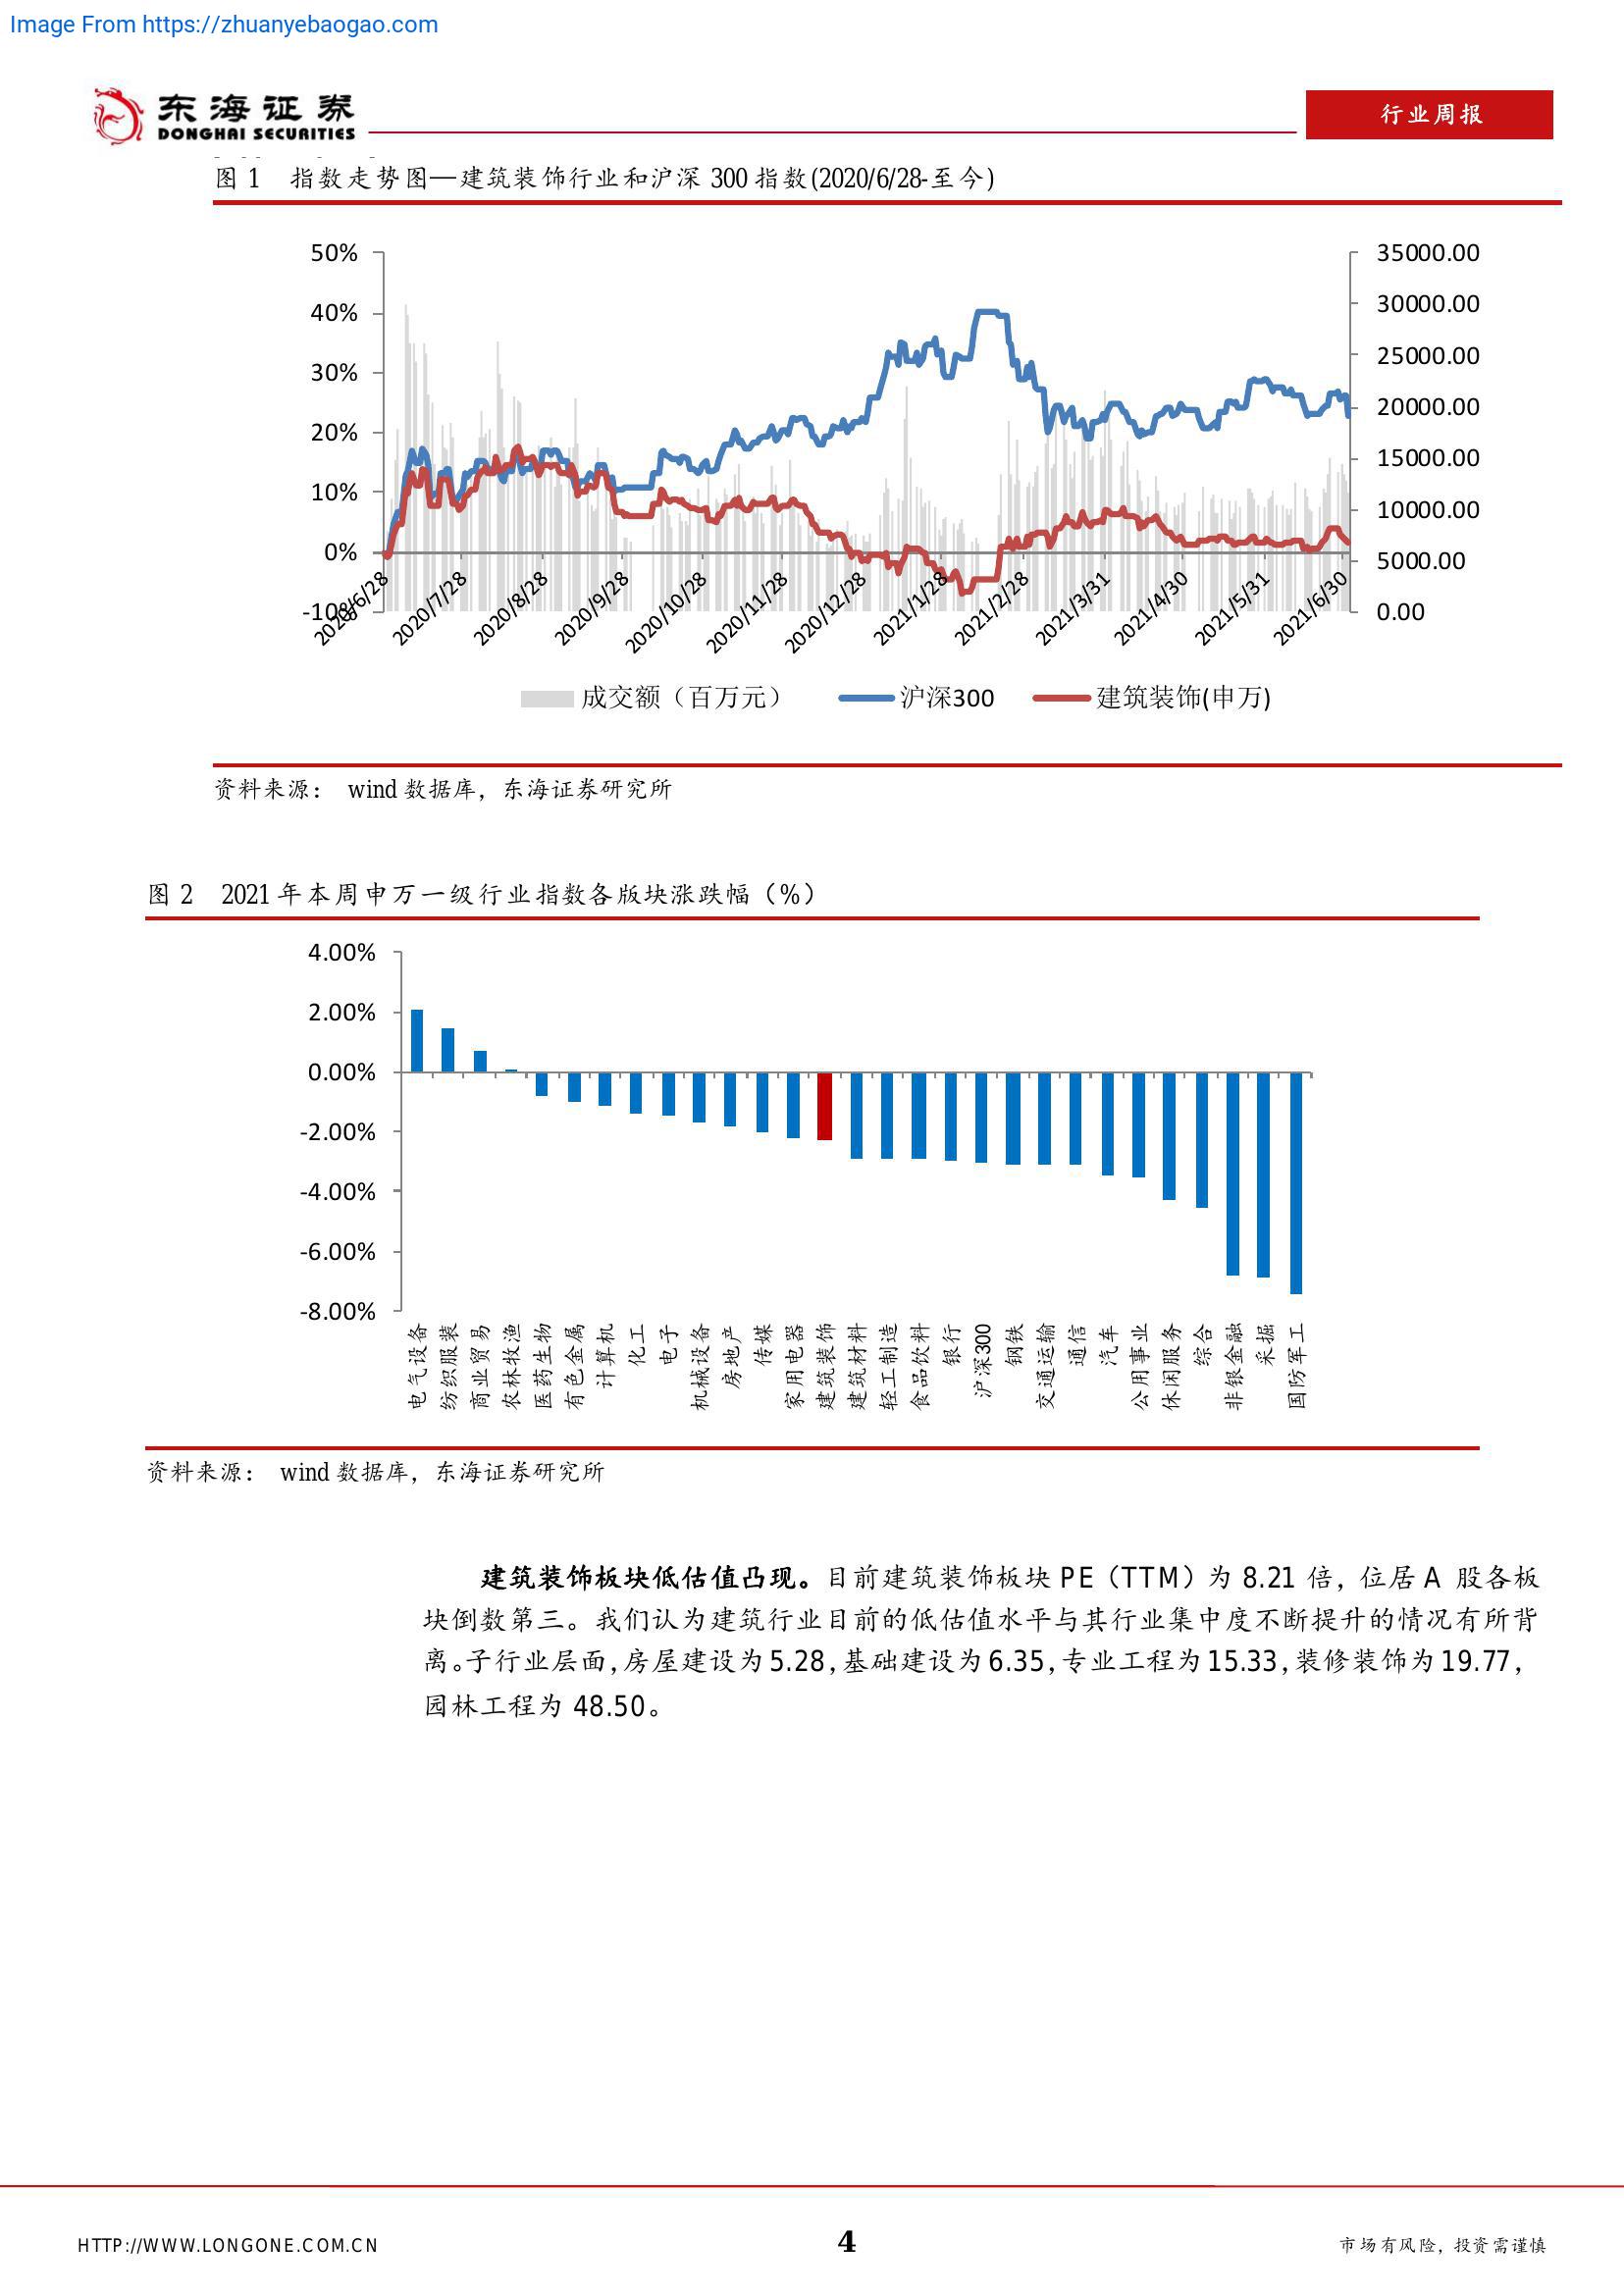 Image From https://zhuanyebaogao.com
东海证券
DONGHAI SECURITIES
行业周报
图 1 指数走势图—建筑装饰行业和沪深 300 指数(2020/6/28-至今)
50%
40%
30%
20%
10%
0%
-10%
35000.00
30000.00
25000.00
20000.00
15000.00
10000.00
5000.00
0.00
2020/6/28
2020/7/28
2020/8/28
2020/9/28
2020/10/28
2020/11/28
2020/12/28
2021/1/28
2021/2/28
2021/3/31
2021/4/30
2021/5/31
2021/6/30
成交额（百万元） 沪深300 建筑装饰(申万)
资料来源： wind 数据库，东海证券研究所
图 2 2021 年本周申万一级行业指数各版块涨跌幅（%）
4.00%
2.00%
0.00%
-2.00%
-4.00%
-6.00%
-8.00%
电气设备
纺织服装
商业贸易
农林牧渔
医药生物
有色金属
计算机
化工
电子
机械设备
房地产
传媒
家用电器
建筑装饰
建筑材料
轻工制造
食品饮料
银行
沪深300
钢铁
交通运输
通信
汽车
公用事业
休闲服务
综合
非银金融
采掘
国防军工
资料来源： wind 数据库，东海证券研究所
建筑装饰板块低估值凸现。目前建筑装饰板块 PE（TTM）为 8.21 倍，位居 A 股各板
块倒数第三。我们认为建筑行业目前的低估值水平与其行业集中度不断提升的情况有所背
离。子行业层面，房屋建设为 5.28，基础建设为 6.35，专业工程为 15.33，装修装饰为 19.77，
园林工程为 48.50。
HTTP://WWW.LONGONE.COM.CN
4
市场有风险，投资需谨慎